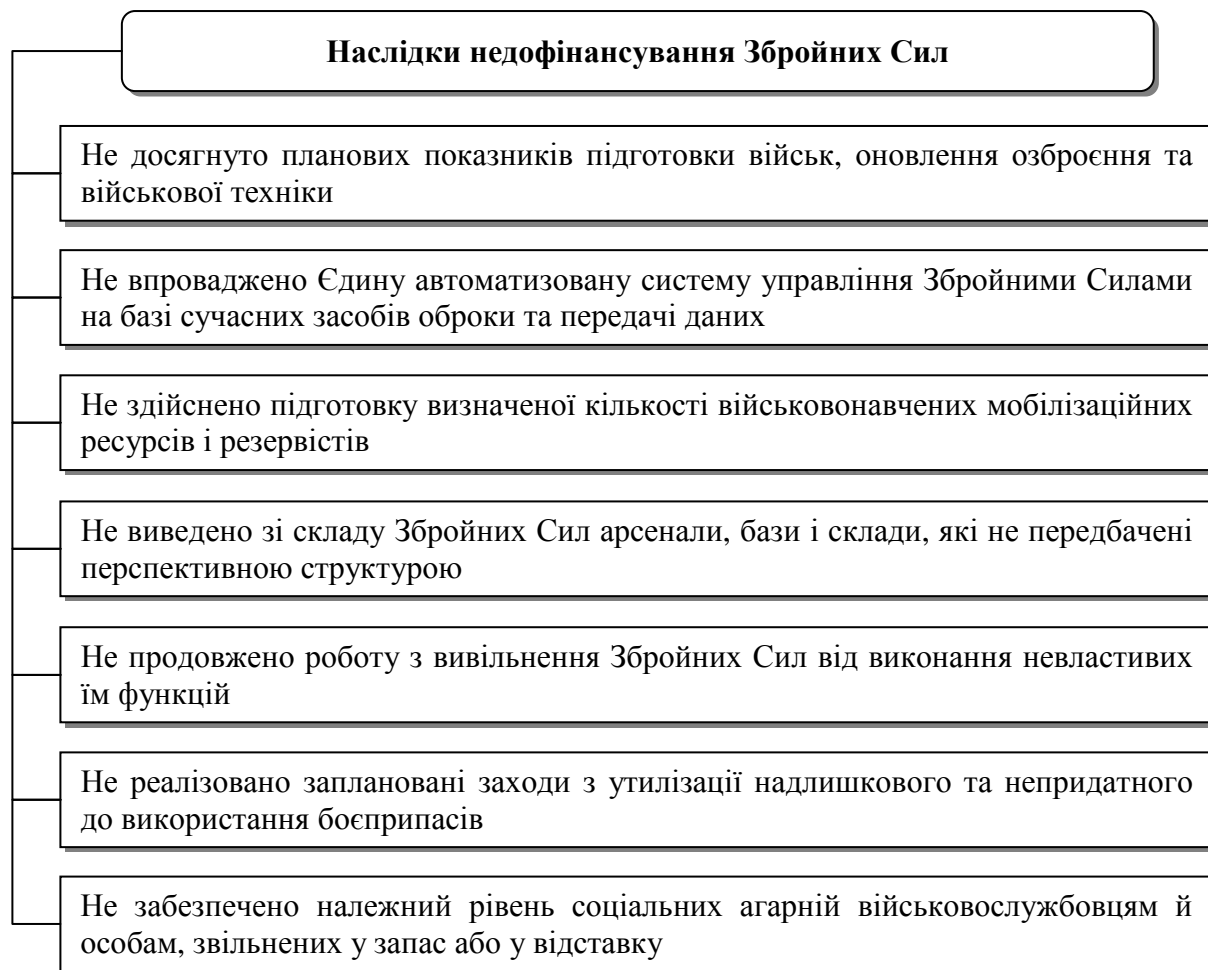 Наслідки недофінансування Збройних Сил
Не досягнуто планових показників підготовки військ, оновлення озброєння та
військової техніки
Не впроваджено Єдину автоматизовану систему управління Збройними Силами
на базі сучасних засобів оброки та передачі даних
Не здійснено підготовку визначеної кількості військовонавчених мобілізаційних
ресурсів і резервістів
Не виведено зі складу Збройних Сил арсенали, бази і склади, які не передбачені
перспективною структурою
Не продовжено роботу з вивільнення Збройних Сил від виконання невластивих
їм функцій
Не реалізовано заплановані заходи з утилізації надлишкового та непридатного
до використання боєприпасів
Не забезпечено належний рівень соціальних агарній військовослужбовцям й
особам, звільнених у запас або у відставку